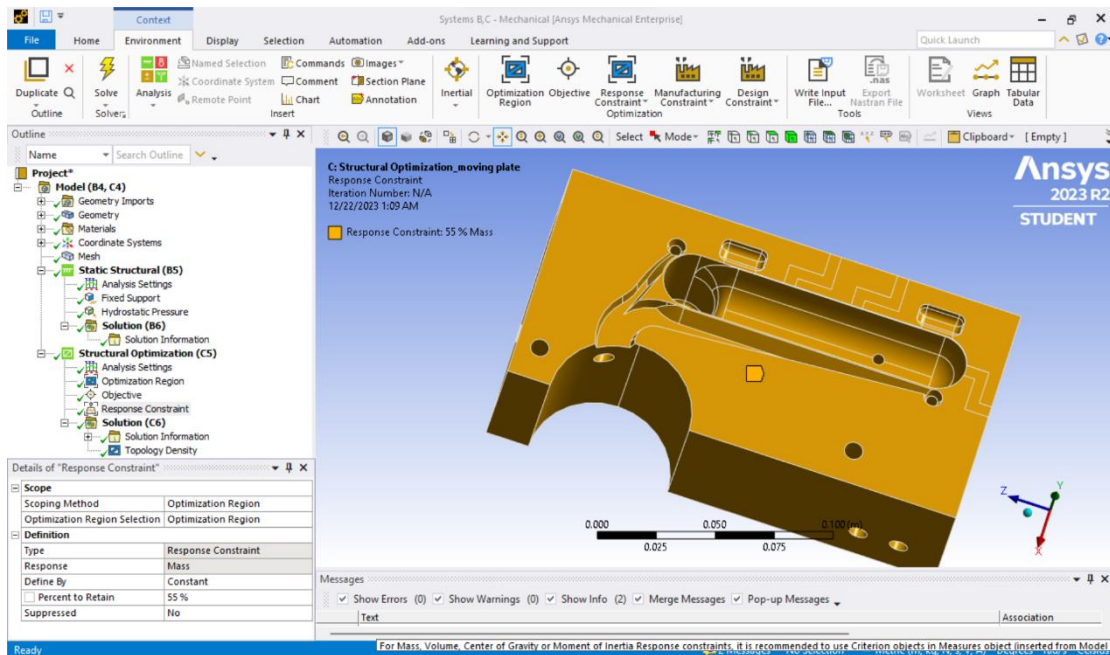 Context
Systems B,C - Mechanical [Ansys Mechanical Enterprise]
File Home Environment Display Selection Automation Add-ons Learning and Support
Quick Launch
Duplicate Q
Outline
Solve
Solvers
Analysis
Named Selection
Coordinate System
Remote Point
Commands
Comment
Chart
Images
Section Plane
Annotation
Insert
Inertial
Optimization Region
Objective
Response Constraint
Manufacturing Constraint
Design Constraint
Optimization
Write Input File...
.nas
Export Nastran File
Tools
Worksheet
Graph
Tabular Data
Views
Outline
Name Search Outline
Select Mode Clipboard [Empty]
Project*
Model (B4, C4)
Geometry Imports
Geometry
Materials
Coordinate Systems
Mesh
Static Structural (B5)
Analysis Settings
Fixed Support
Hydrostatic Pressure
Solution (B6)
Solution Information
Structural Optimization (C5)
Analysis Settings
Optimization Region
Objective
Response Constraint
Solution (C6)
Solution Information
Topology Density
C: Structural Optimization_moving plate
Response Constraint
Iteration Number: N/A
12/22/2023 1:09 AM
Response Constraint: 55 % Mass
Ansys
2023 R2
STUDENT
Z
Y
X
0.000 0.050 0.100 (m)
0.025 0.075
Details of "Response Constraint"
Scope
Scoping Method Optimization Region
Optimization Region Selection Optimization Region
Definition
Type Response Constraint
Response Mass
Define By Constant
Percent to Retain 55 %
Suppressed No
Messages
Show Errors (0) Show Warnings (0) Show Info (2) Merge Messages Pop-up Messages
Text Association
For Mass, Volume, Center of Gravity or Moment of Inertia Response constraints, it is recommended to use Criterion objects in Measures object (inserted from Model
Ready